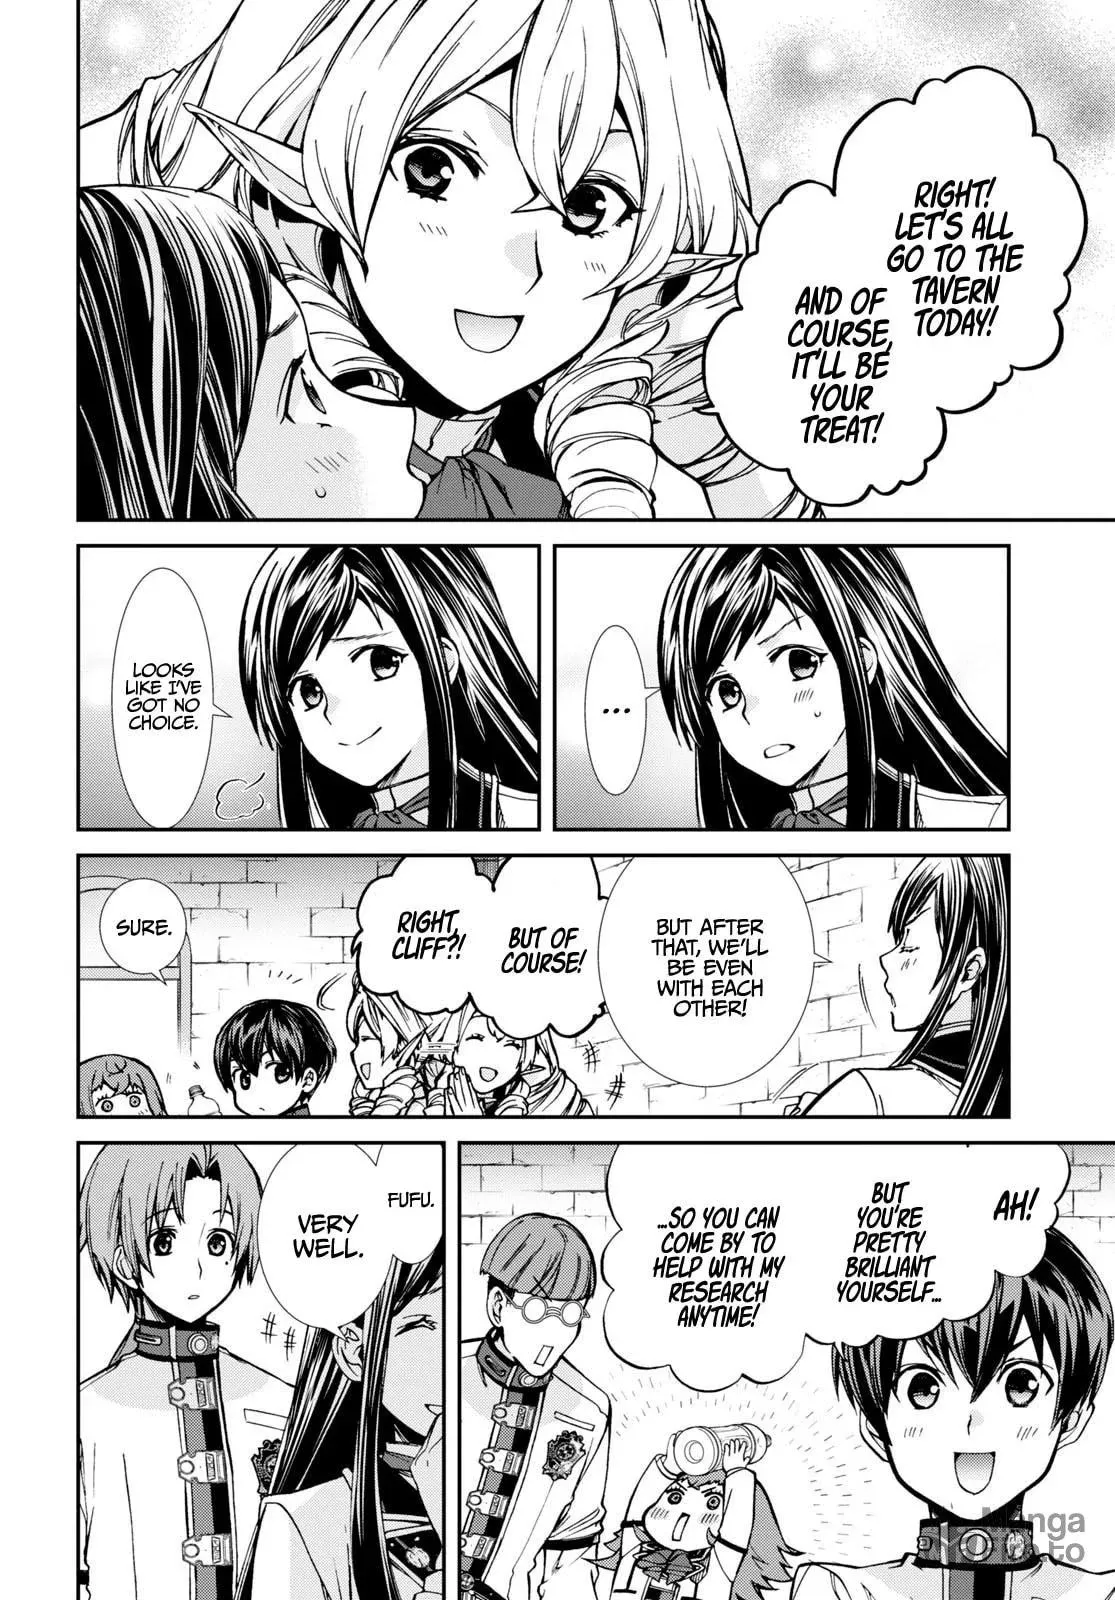 RIGHT!
LET'S ALL
GO TO THE
TAVERN
TODAY!
AND OF
COURSE,
IT'LL BE
YOUR
TREAT!
...
LOOKS
LIKE I'VE
GOT NO
CHOICE.
BUT AFTER
THAT, WE'LL
BE EVEN
WITH EACH
OTHER!
BUT OF
COURSE!
RIGHT,
CLIFF?!
SURE.
AH!
BUT
YOU'RE
PRETTY
BRILLIANT
YOURSELF...
...SO YOU CAN
COME BY TO
HELP WITH MY
RESEARCH
ANYTIME!
FUFU.
VERY
WELL.